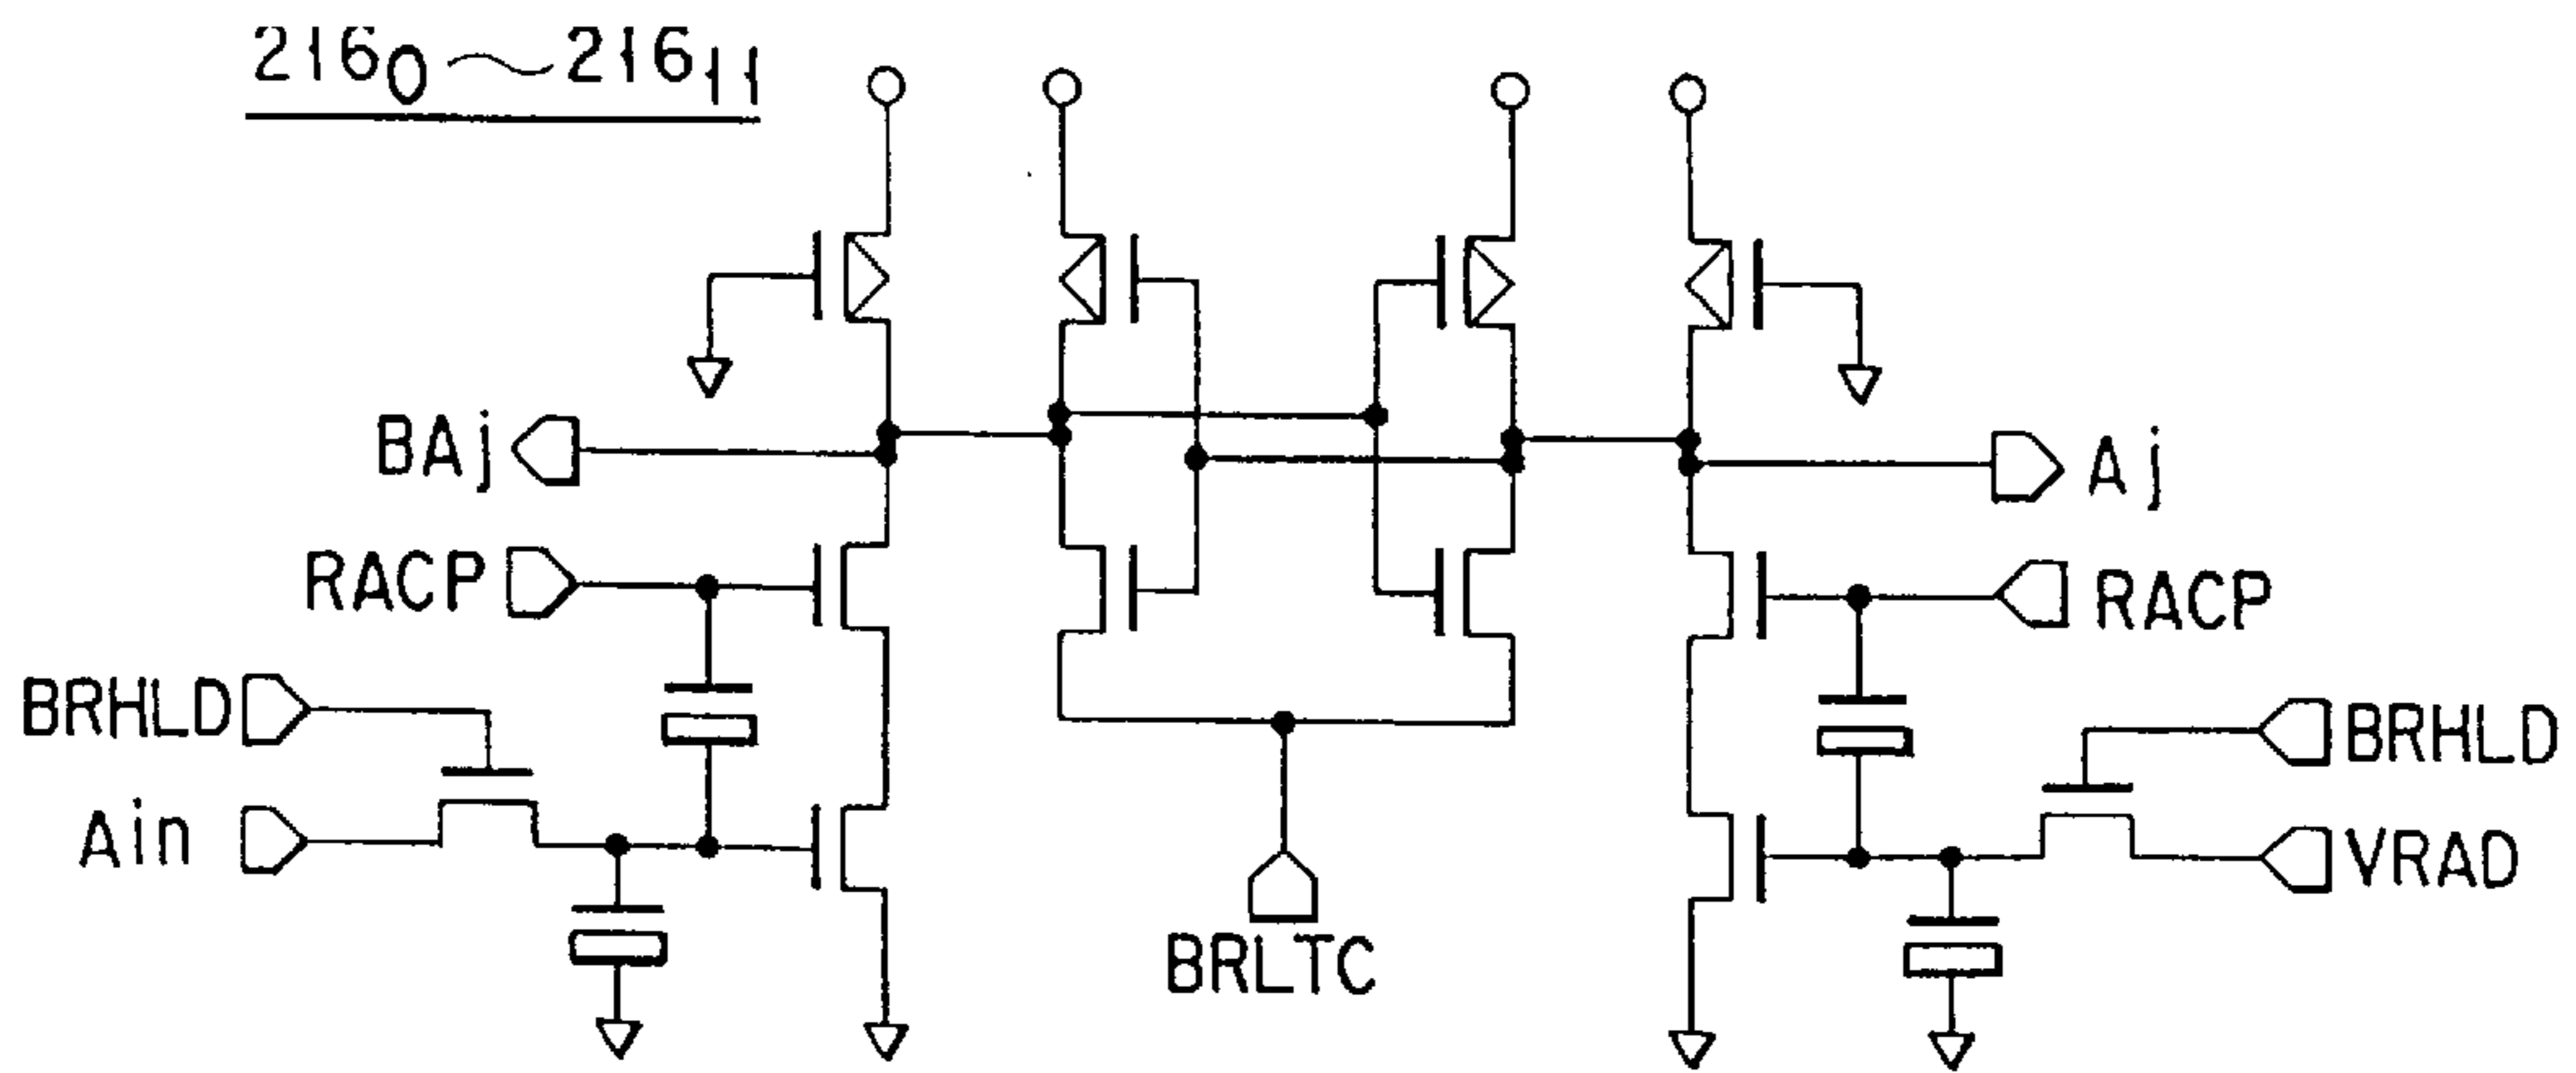 216₀～216₁₁
BAj
Aj
RACP
RACP
BRHLD
BRHLD
Ain
VRAD
BRLTC